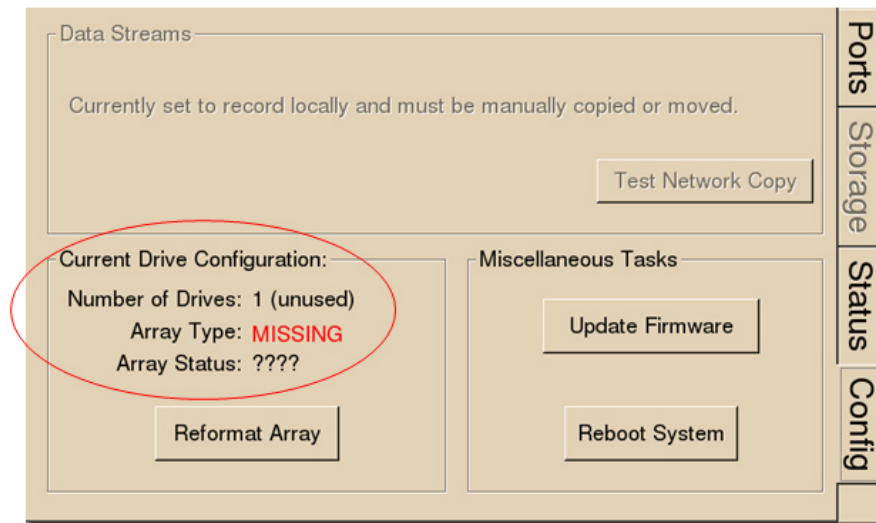 Data Streams
Currently set to record locally and must be manually copied or moved.
Test Network Copy
Current Drive Configuration:
Number of Drives: 1 (unused)
Array Type: MISSING
Array Status: ????
Reformat Array
Miscellaneous Tasks
Update Firmware
Reboot System
Ports
Storage
Status
Config